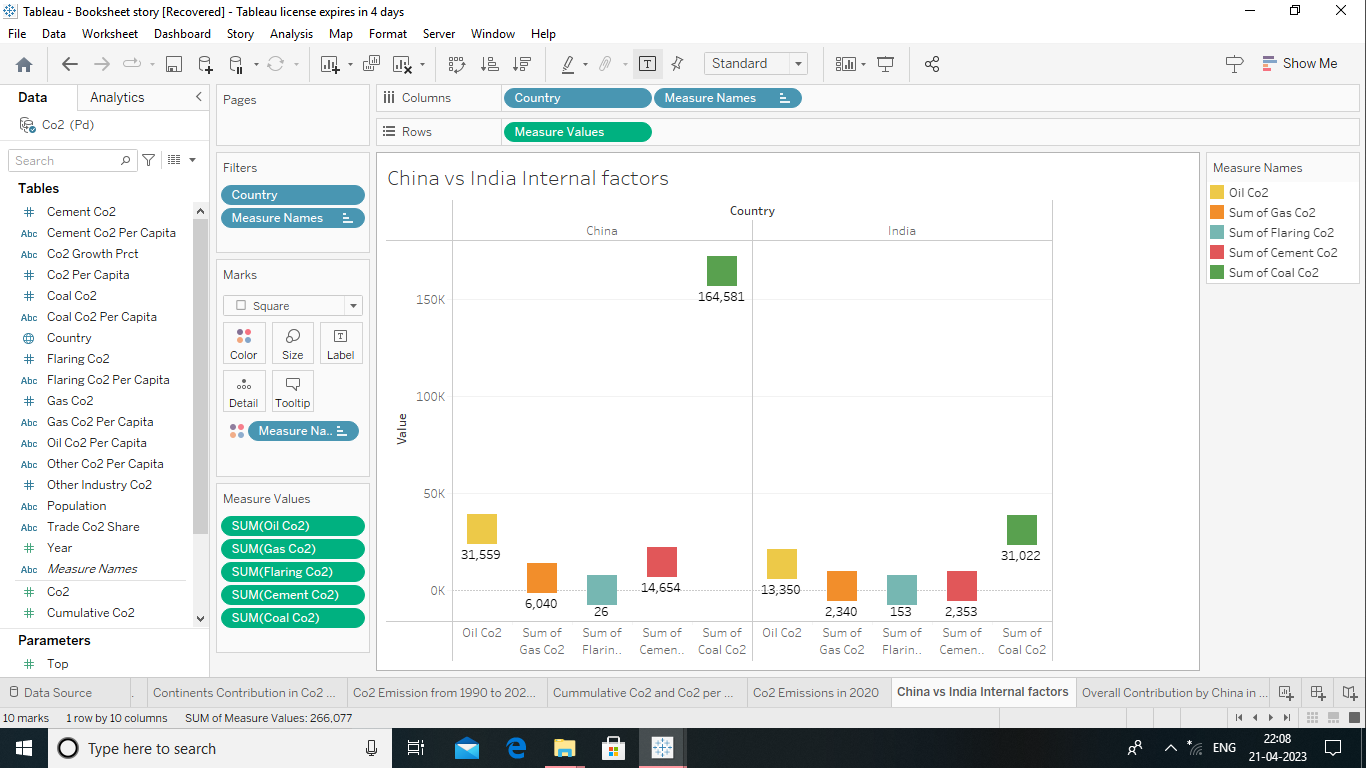 Tableau - Booksheet story [Recovered] - Tableau license expires in 4 days
File Data Worksheet Dashboard Story Analysis Map Format Server Window Help
Standard
Show Me
Data Analytics
Co2 (Pd)
Search
Tables
Cement Co2
Abc Cement Co2 Per Capita
Abc Co2 Growth Prct
Co2 Per Capita
Coal Co2
Abc Coal Co2 Per Capita
Country
Flaring Co2
Abc Flaring Co2 Per Capita
Gas Co2
Abc Gas Co2 Per Capita
Abc Oil Co2 Per Capita
Abc Other Co2 Per Capita
Other Industry Co2
Abc Population
Abc Trade Co2 Share
Year
Abc Measure Names
Co2
Cumulative Co2
Parameters
Top
Pages
Filters
Country
Measure Names
Marks
Square
Color Size Label
Detail Tooltip
Measure Na..
Measure Values
SUM(Oil Co2)
SUM(Gas Co2)
SUM(Flaring Co2)
SUM(Cement Co2)
SUM(Coal Co2)
Columns Country Measure Names
Rows Measure Values
China vs India Internal factors
Country
China India
Value
150K
100K
50K
0K
164,581
31,559
6,040
26
14,654
13,350
2,340
153
2,353
31,022
Oil Co2 Sum of Sum of Sum of Sum of Oil Co2 Sum of Sum of Sum of Sum of
Gas Co2 Flarin.. Cemen.. Coal Co2 Gas Co2 Flarin.. Cemen.. Coal Co2
Measure Names
Oil Co2
Sum of Gas Co2
Sum of Flaring Co2
Sum of Cement Co2
Sum of Coal Co2
Data Source . Continents Contribution in Co2 ... Co2 Emission from 1990 to 202... Cummulative Co2 and Co2 per ... Co2 Emissions in 2020 China vs India Internal factors Overall Contribution by China in ...
10 marks 1 row by 10 columns SUM of Measure Values: 266,077
Type here to search
ENG
22:08
21-04-2023